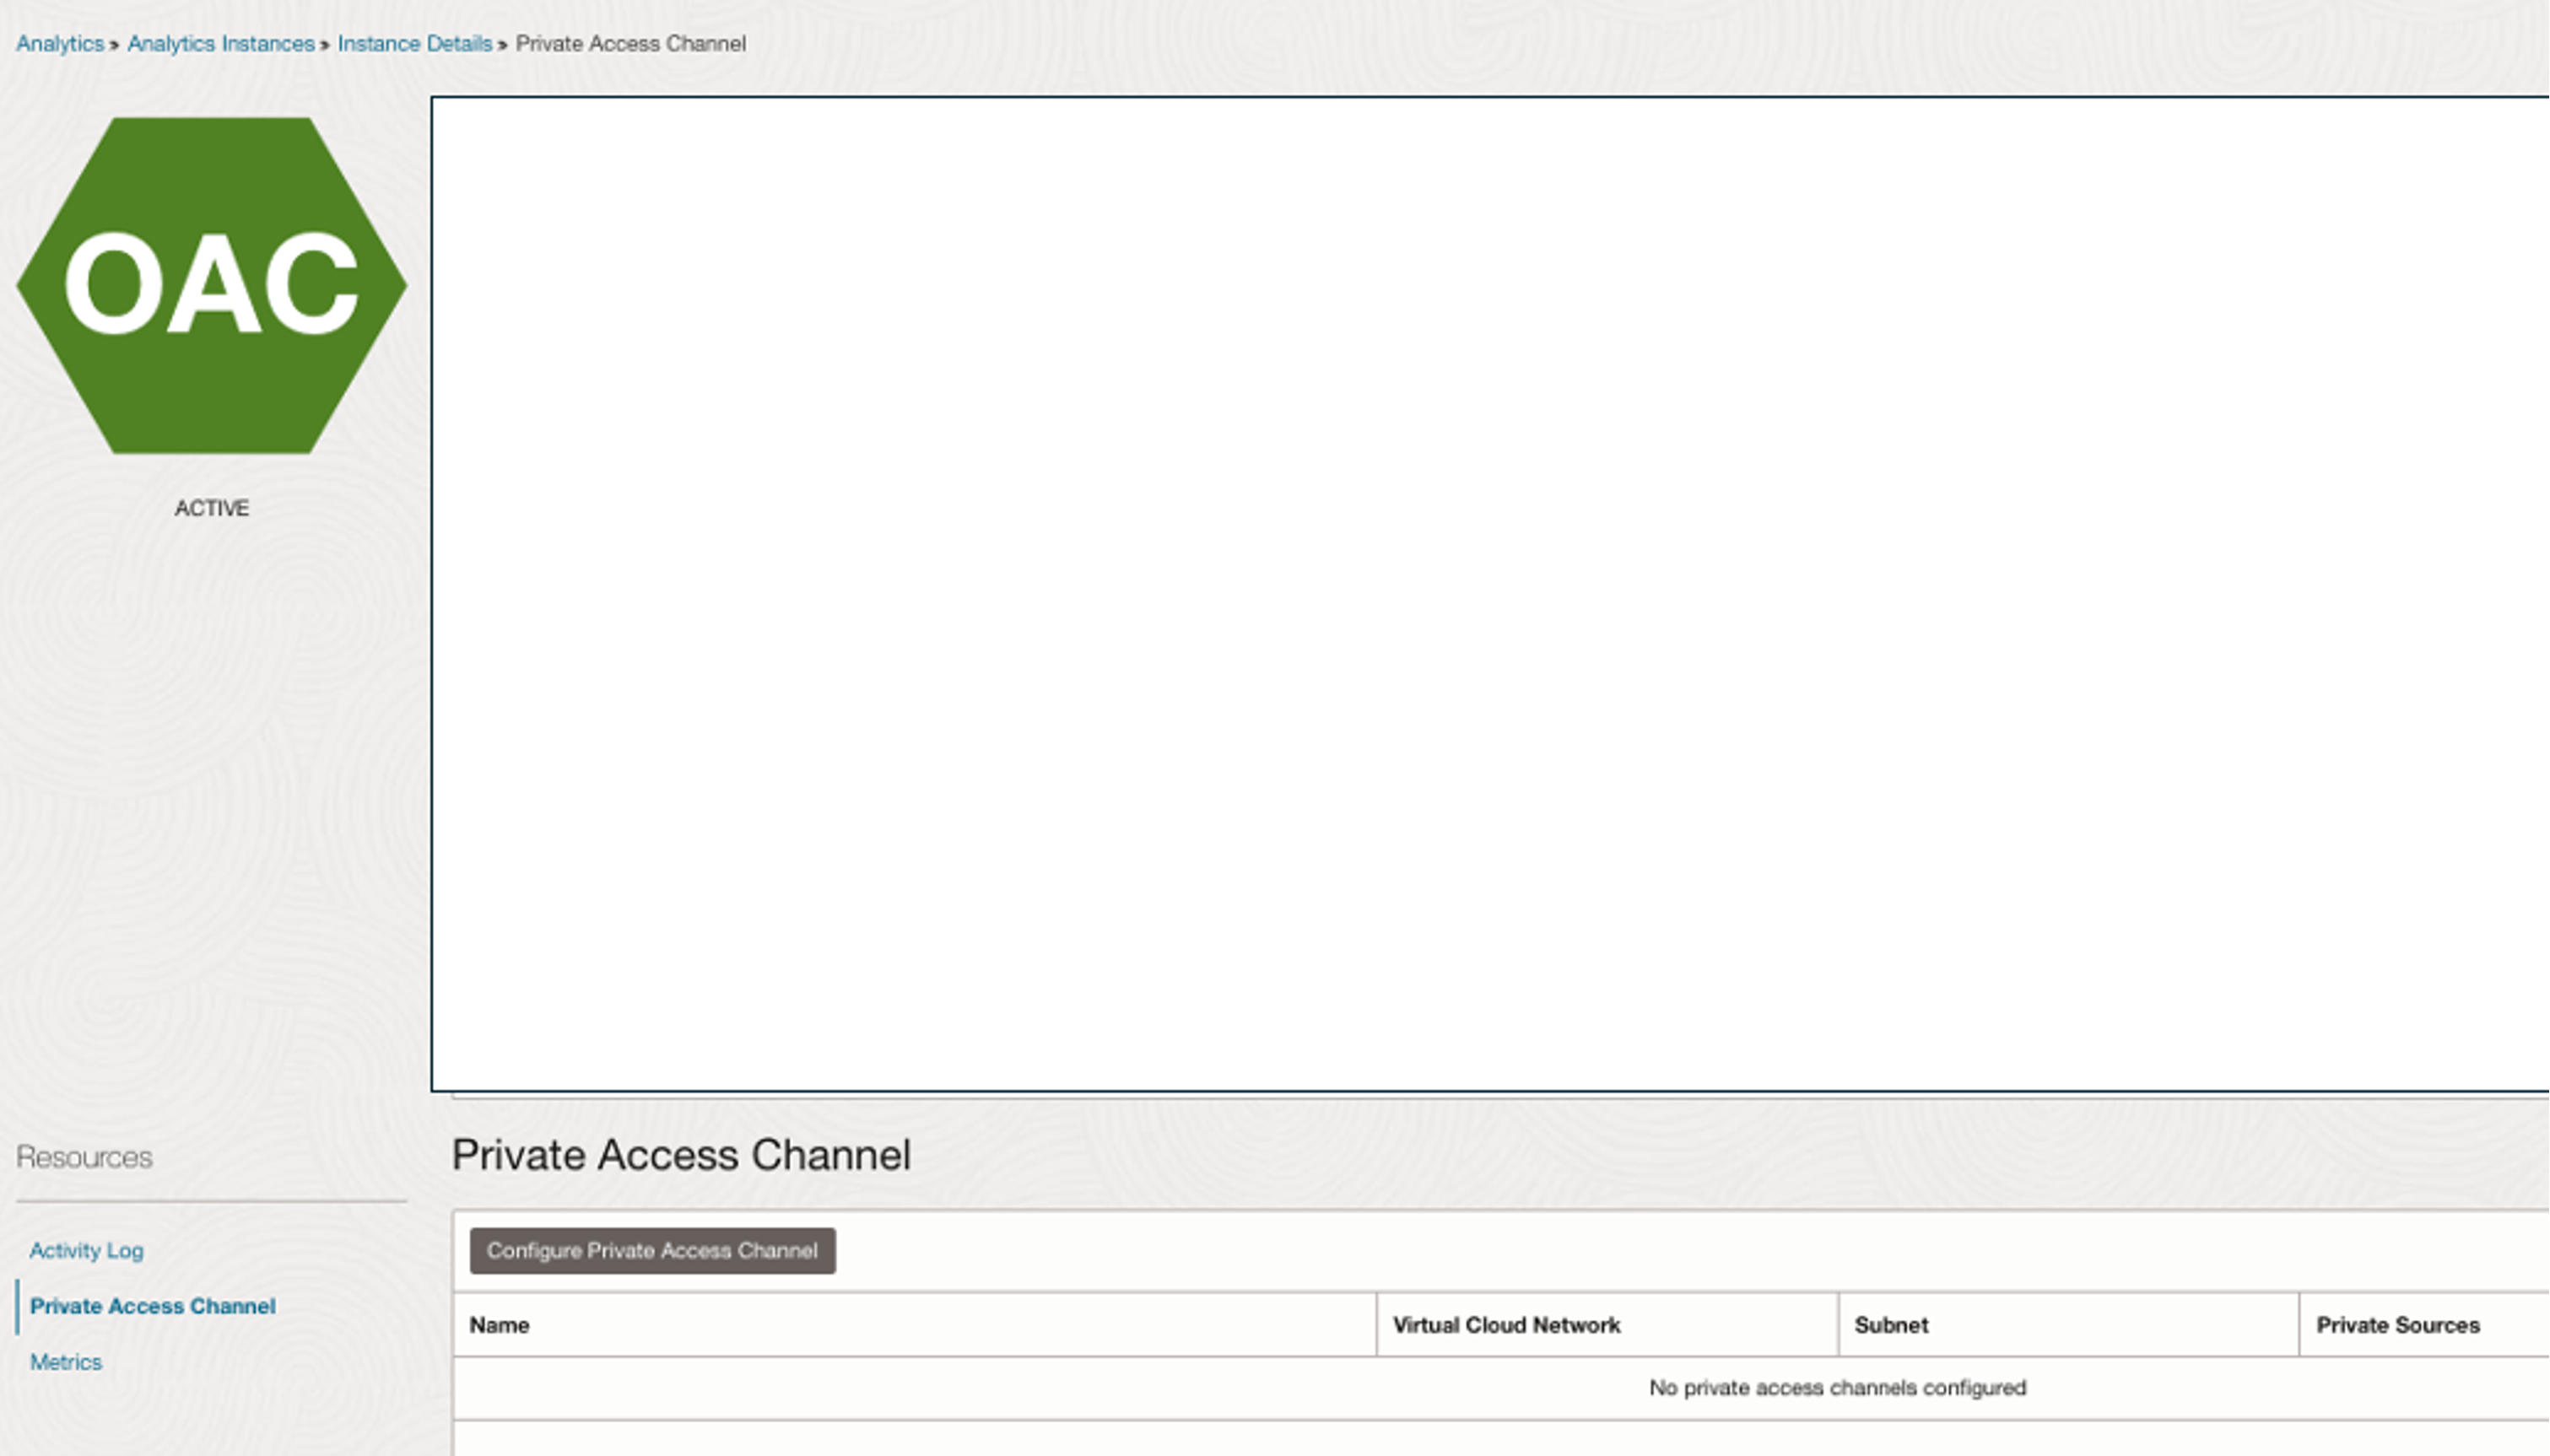 Analytics » Analytics Instances » Instance Details » Private Access Channel
OAC
ACTIVE
Resources
Activity Log
Private Access Channel
Metrics
Private Access Channel
Configure Private Access Channel
Name Virtual Cloud Network Subnet Private Sources
No private access channels configured